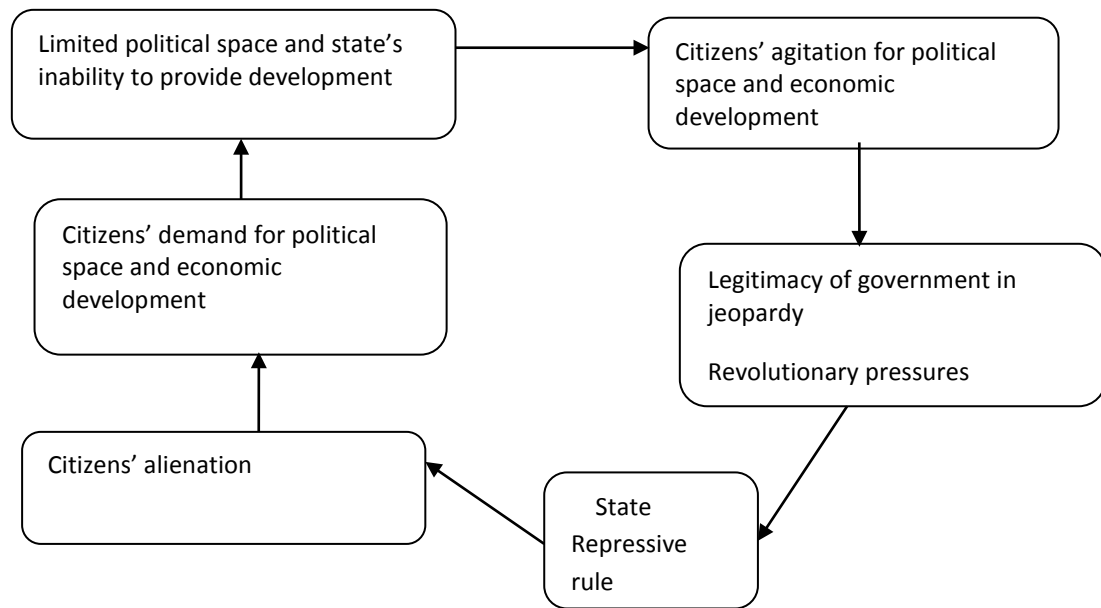 Limited political space and state’s
inability to provide development
Citizens’ agitation for political
space and economic
development
Citizens’ demand for political
space and economic
development
Legitimacy of government in
jeopardy
Revolutionary pressures
Citizens’ alienation
State
Repressive
rule